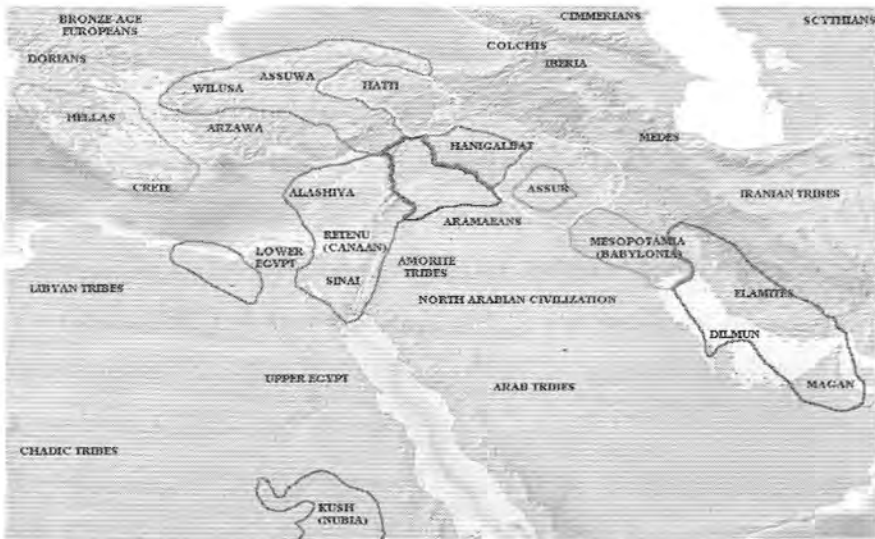 BRONZE-AGE
EUROPEANS
CIMMERIANS
SCYTHIANS
DORIANS
COLCHIS
IBERIA
ASSUWA
HATTI
WILUSA
HELLAS
ARZAWA
HANIGALBAT
MEDES
CRETE
ALASHIYA
ASSUR
IRANIAN TRIBES
ARAMAEANS
RETENU
(CANAAN)
MESOPOTAMIA
(BABYLONIA)
LOWER
EGYPT
AMORITE
TRIBES
SINAI
LIBYAN TRIBES
NORTH ARABIAN CIVILIZATION
ELAMITES
DILMUN
UPPER EGYPT
ARAB TRIBES
MAGAN
CHADIC TRIBES
KUSH
(NUBIA)